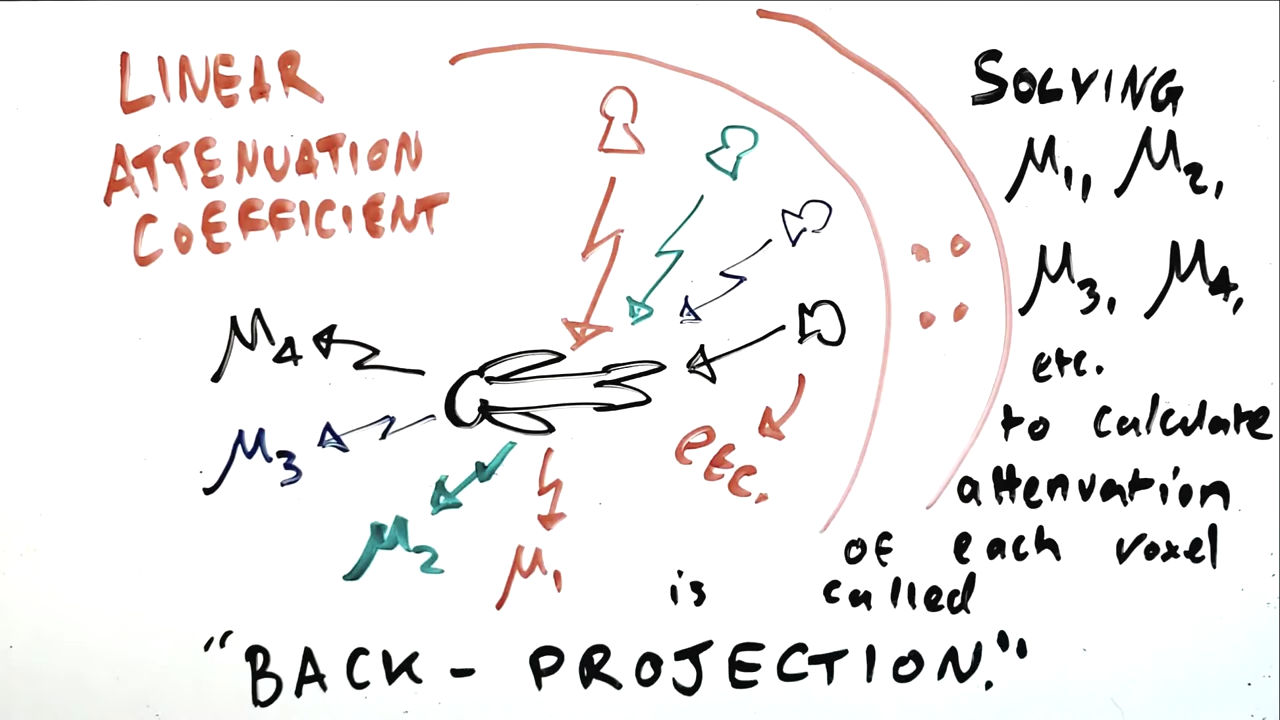 LINEAR
ATTENUATION
COEFFICIENT
μ4
μ3
μ2
μ1
etc.
SOLVING
μ1, μ2,
μ3, μ4,
etc.
to calculate
attenuation
of each voxel
is called
"BACK - PROJECTION."